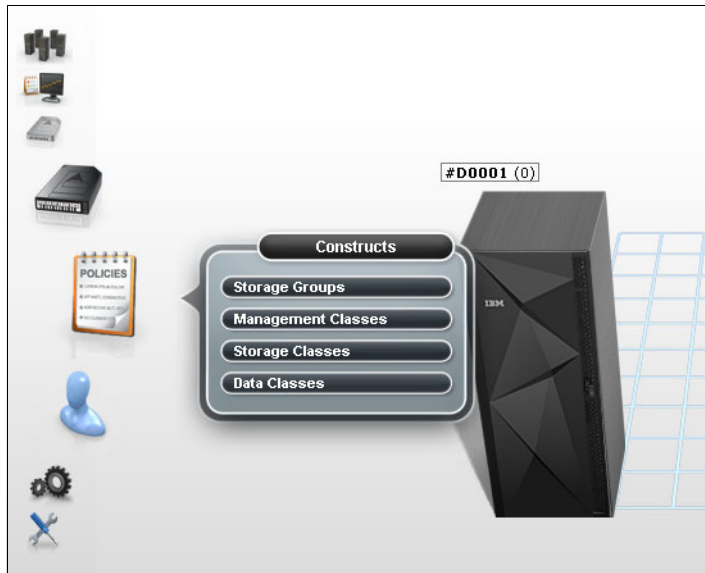 #D0001 (0)
Constructs
POLICIES
Storage Groups
Management Classes
Storage Classes
Data Classes
IBM